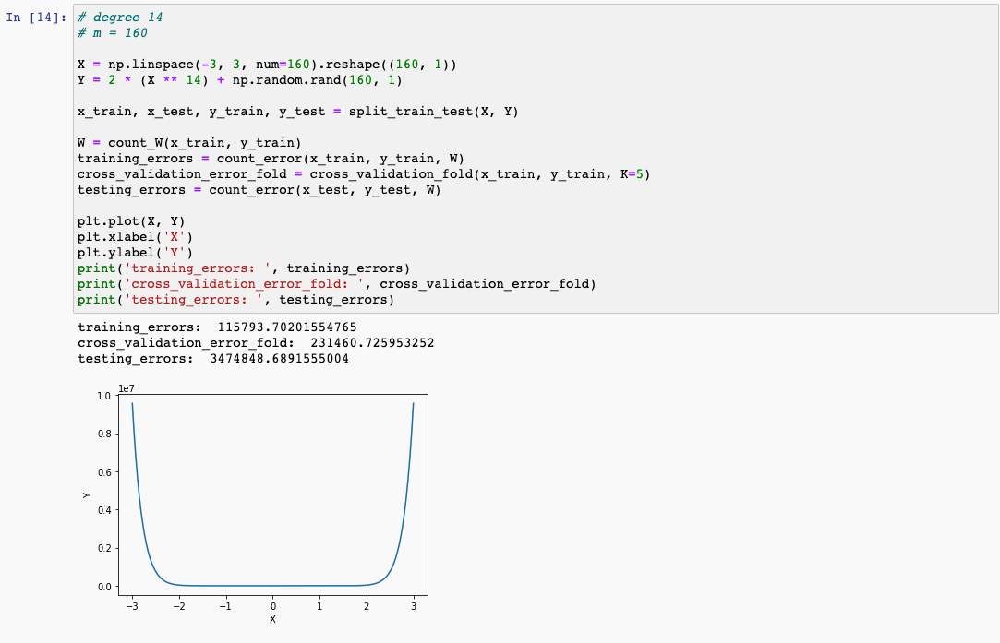 In [14]: # degree 14
# m = 160
X = np.linspace(-3, 3, num=160).reshape((160, 1))
Y = 2 * (X ** 14) + np.random.rand(160, 1)
x_train, x_test, y_train, y_test = split_train_test(X, Y)
W = count_W(x_train, y_train)
training_errors = count_error(x_train, y_train, W)
cross_validation_error_fold = cross_validation_fold(x_train, y_train, K=5)
testing_errors = count_error(x_test, y_test, W)
plt.plot(X, Y)
plt.xlabel('X')
plt.ylabel('Y')
print('training_errors: ', training_errors)
print('cross_validation_error_fold: ', cross_validation_error_fold)
print('testing_errors: ', testing_errors)
training_errors:  115793.70201554765
cross_validation_error_fold:  231460.725953252
testing_errors:  3474848.6891555004
1e7
1.0
0.8
0.6
0.4
0.2
0.0
Y
−3 −2 −1 0 1 2 3
X